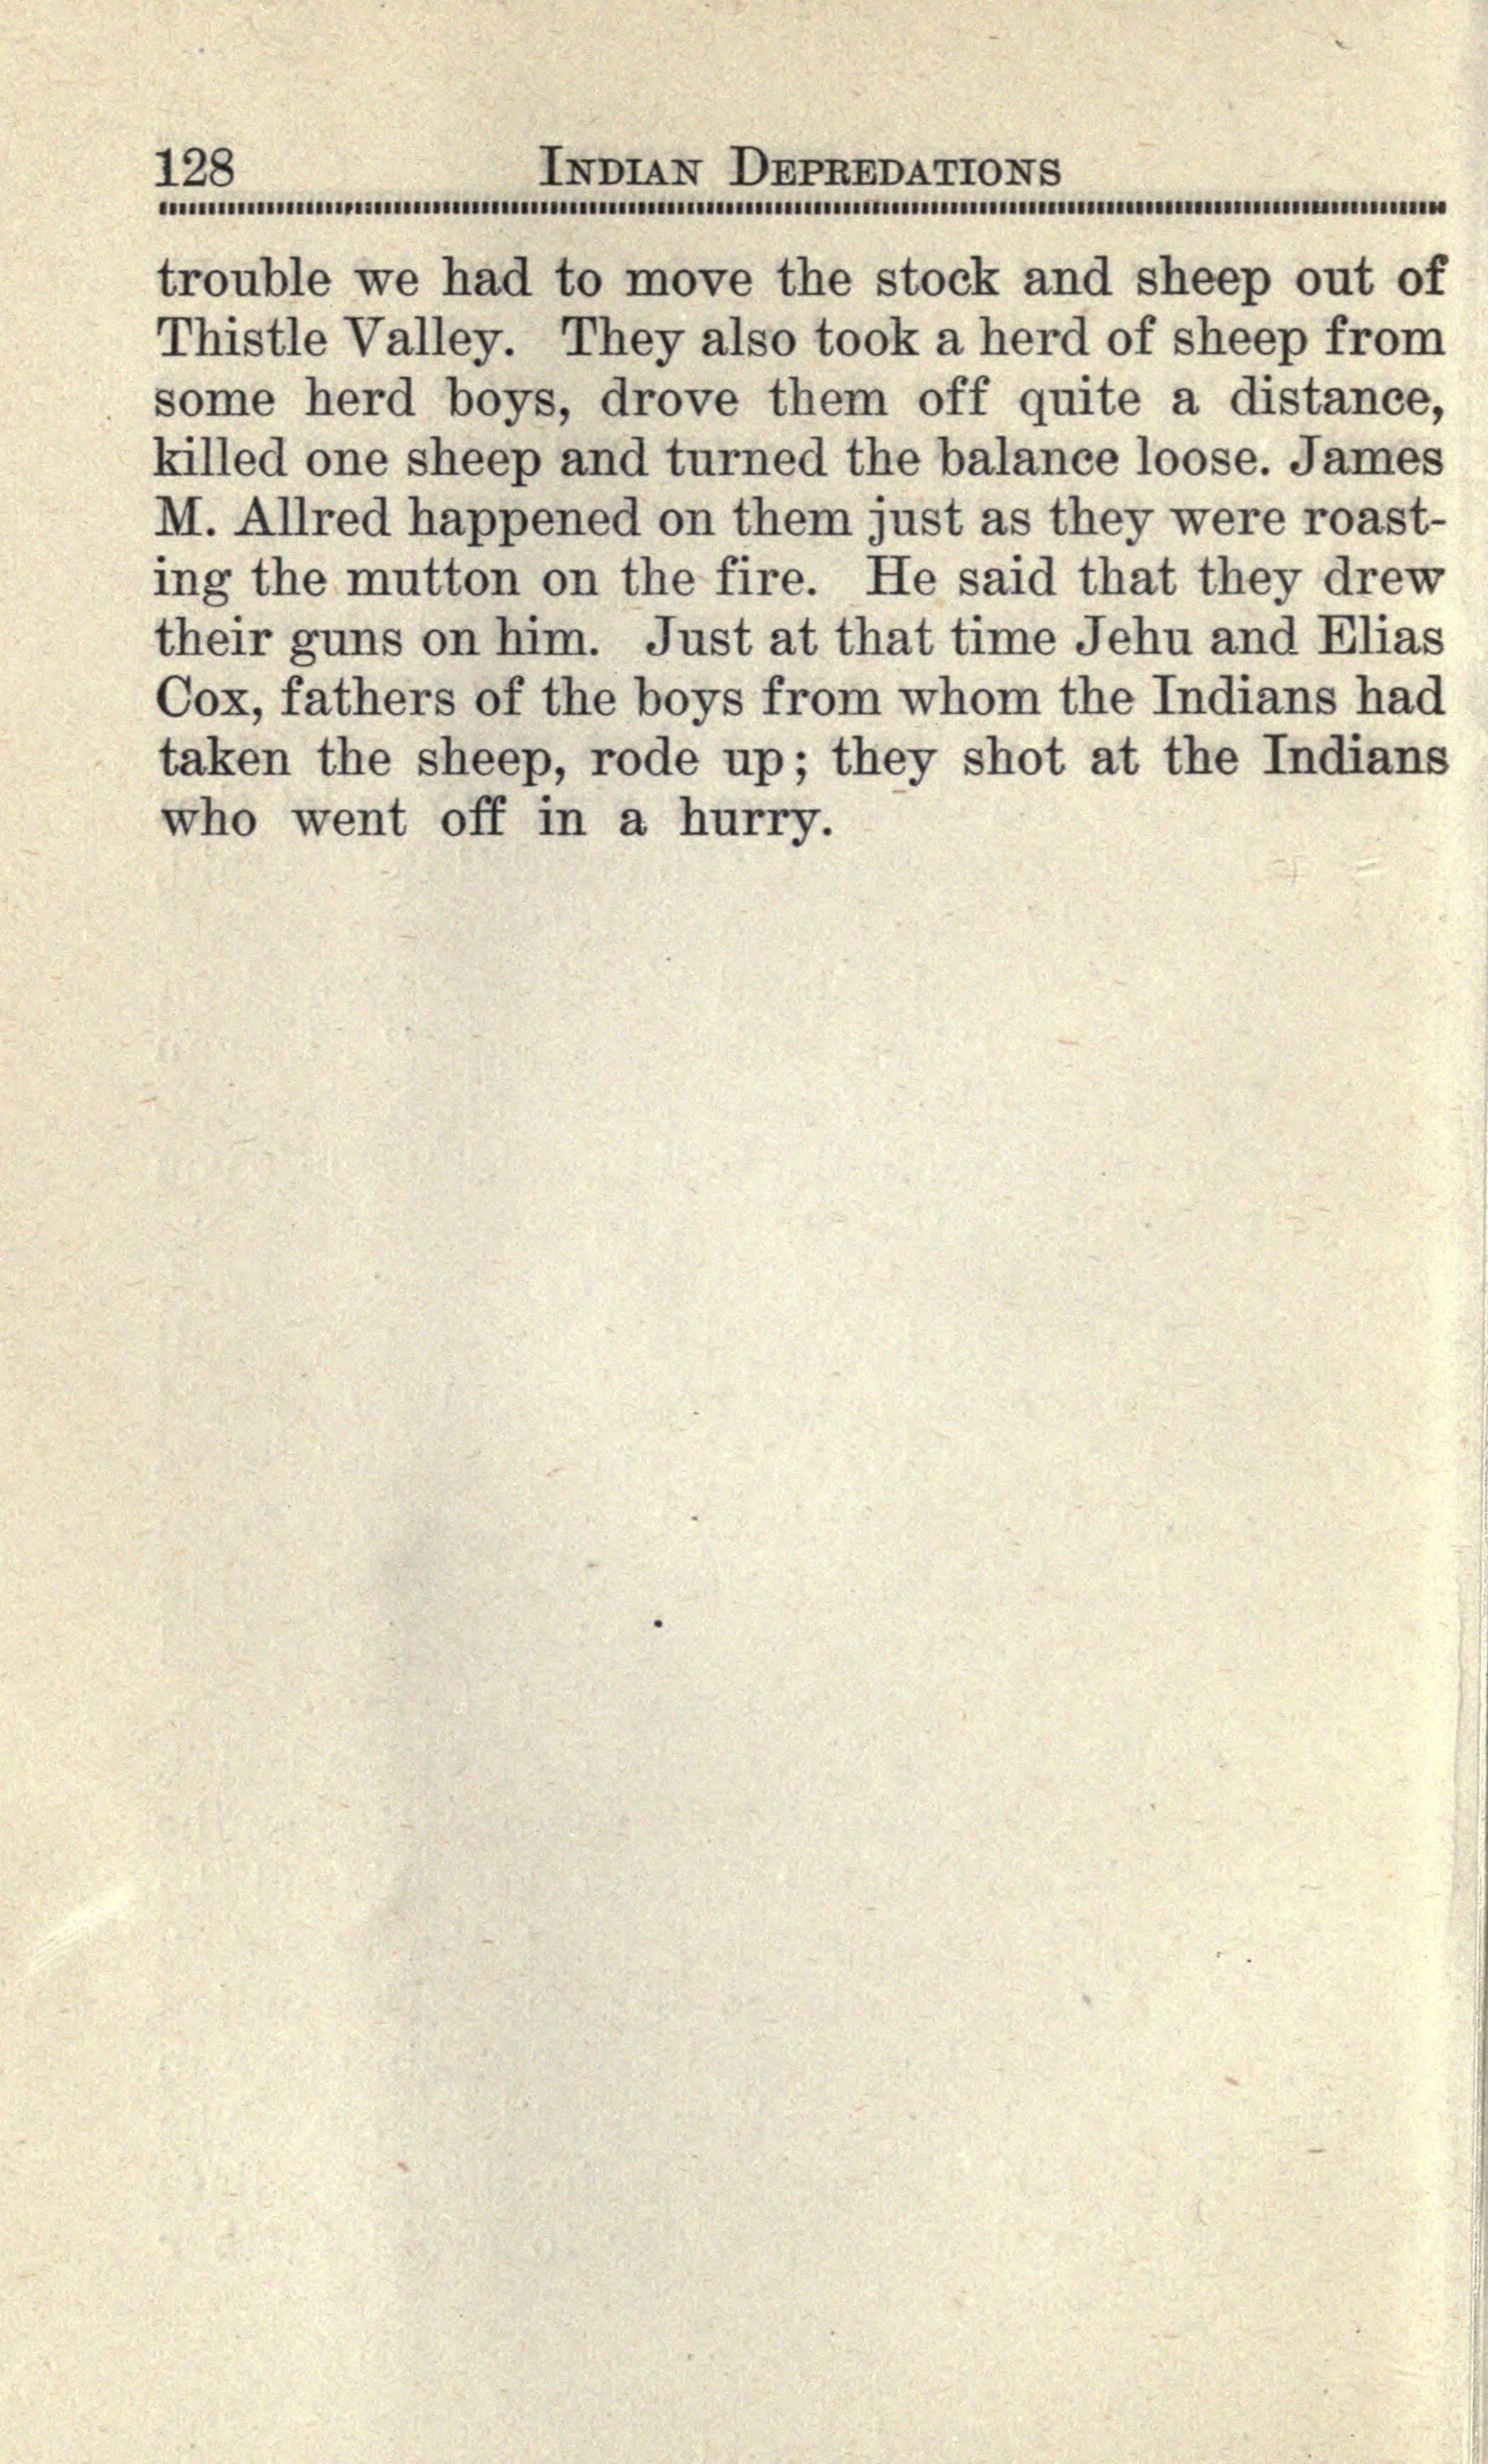 128 INDIAN DEPREDATIONS
trouble we had to move the stock and sheep out of
Thistle Valley. They also took a herd of sheep from
some herd boys, drove them off quite a distance,
killed one sheep and turned the balance loose. James
M. Allred happened on them just as they were roast-
ing the mutton on the fire. He said that they drew
their guns on him. Just at that time Jehu and Elias
Cox, fathers of the boys from whom the Indians had
taken the sheep, rode up; they shot at the Indians
who went off in a hurry.